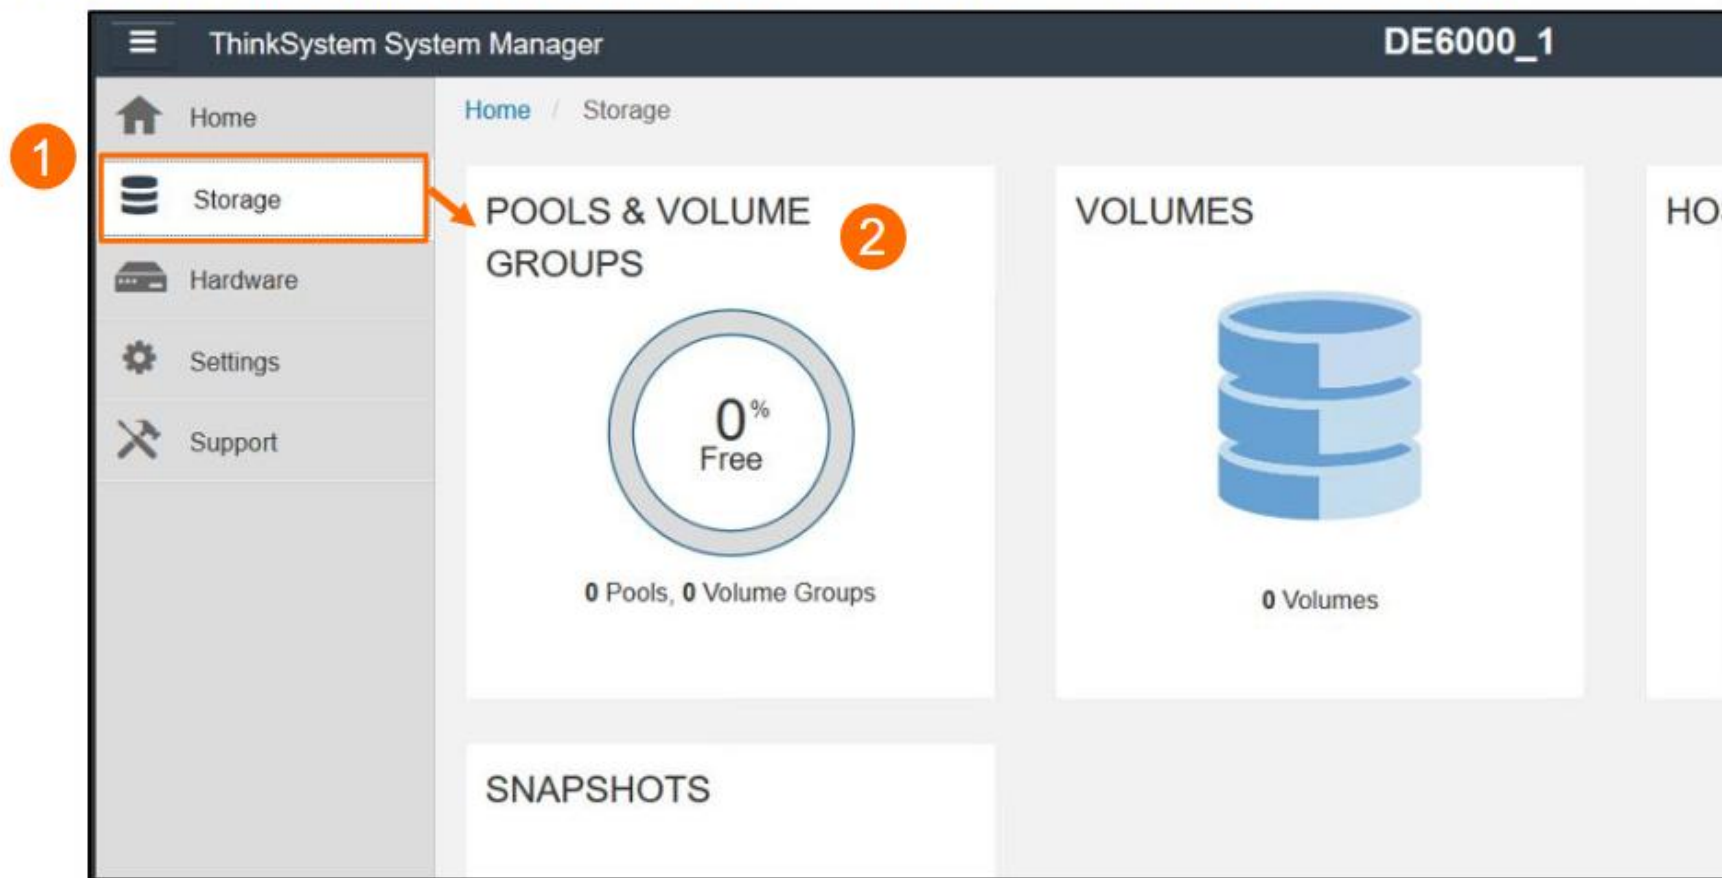 ThinkSystem System Manager
DE6000_1
Home
Storage
Hardware
Settings
Support
1
Home / Storage
POOLS & VOLUME
GROUPS
2
0%
Free
0 Pools, 0 Volume Groups
VOLUMES
0 Volumes
SNAPSHOTS